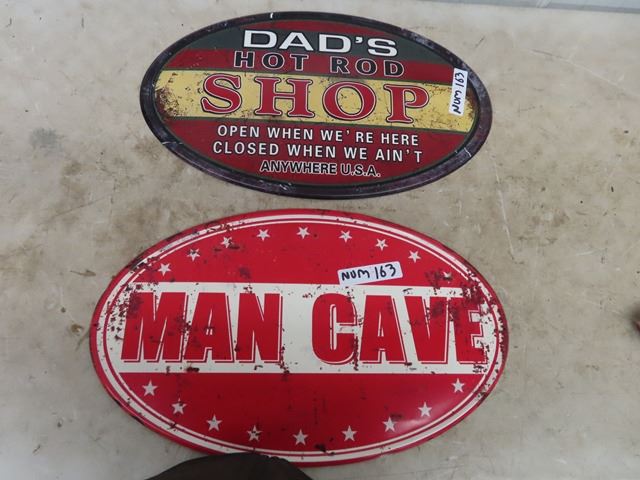 DAD'S
HOT ROD
SHOP
NUM 163
OPEN WHEN WE'RE HERE
CLOSED WHEN WE AIN'T
ANYWHERE U.S.A.
NUM 163
MAN CAVE